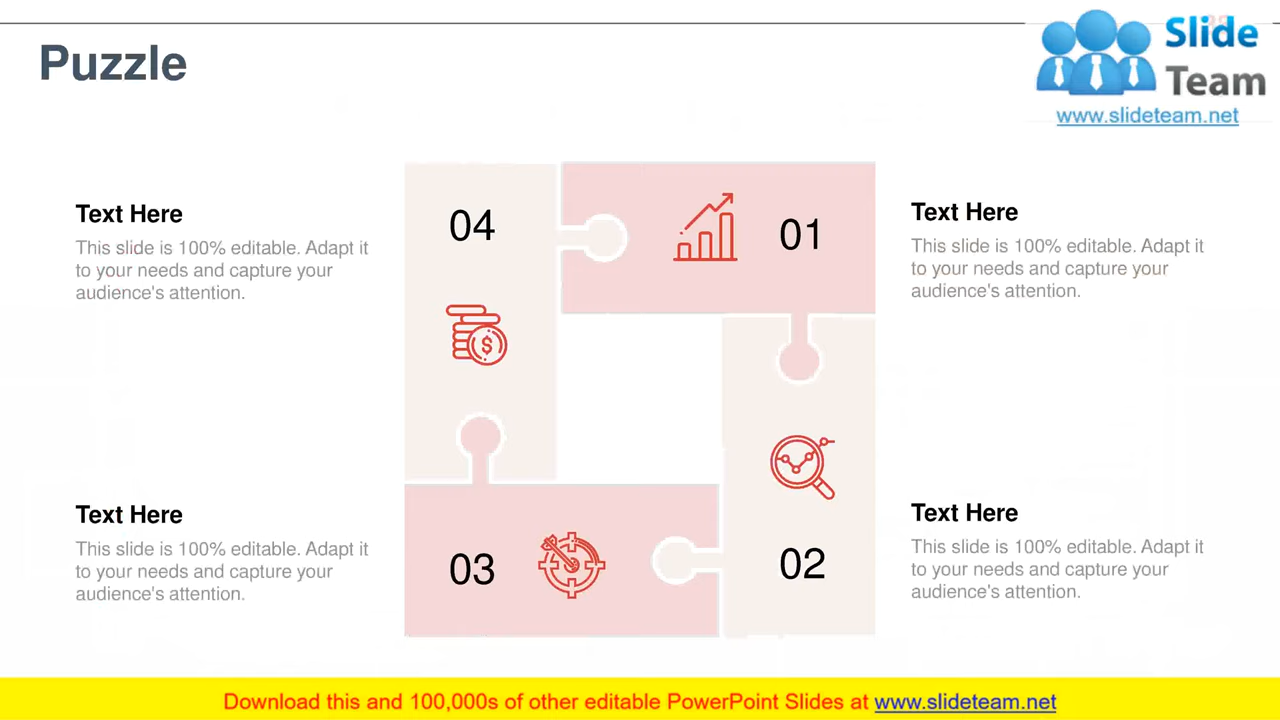 Puzzle
Slide
Team
www.slideteam.net
Text Here
This slide is 100% editable. Adapt it
to your needs and capture your
audience's attention.
04
01
Text Here
This slide is 100% editable. Adapt it
to your needs and capture your
audience's attention.
$
Text Here
This slide is 100% editable. Adapt it
to your needs and capture your
audience's attention.
03
02
Text Here
This slide is 100% editable. Adapt it
to your needs and capture your
audience's attention.
Download this and 100,000s of other editable PowerPoint Slides at www.slideteam.net